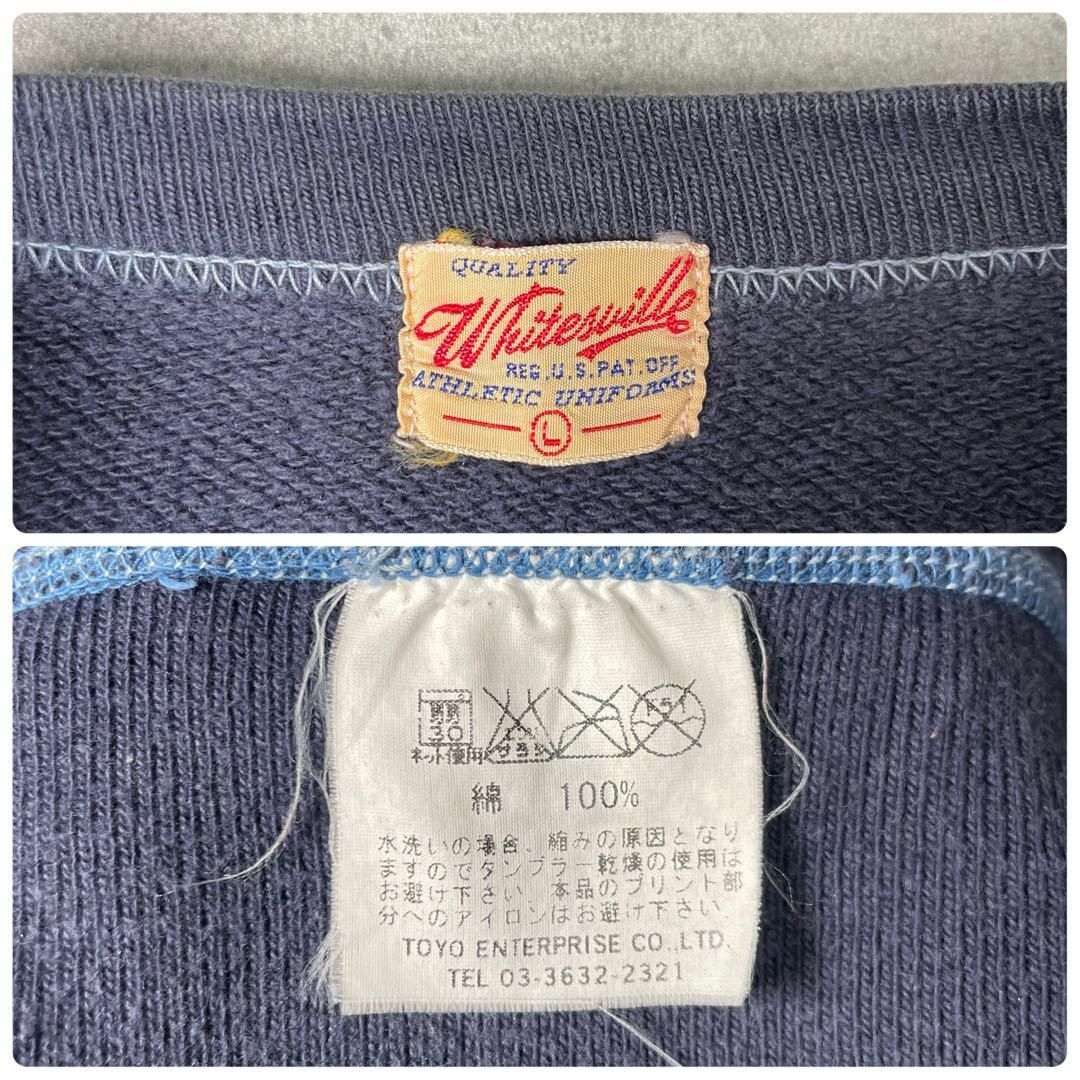 QUALITY
Whitesville
REG.U.S.PAT.OFF
ATHLETIC UNIFORMS
L
30
ネット使用
綿 100%
水洗いの場合、縮みの原因となり
ますのでタンブラー乾燥の使用は
お避け下さい。本品のプリント部
分へのアイロンはお避け下さい.
TOYO ENTERPRISE CO.,LTD.
TEL 03-3632-2321